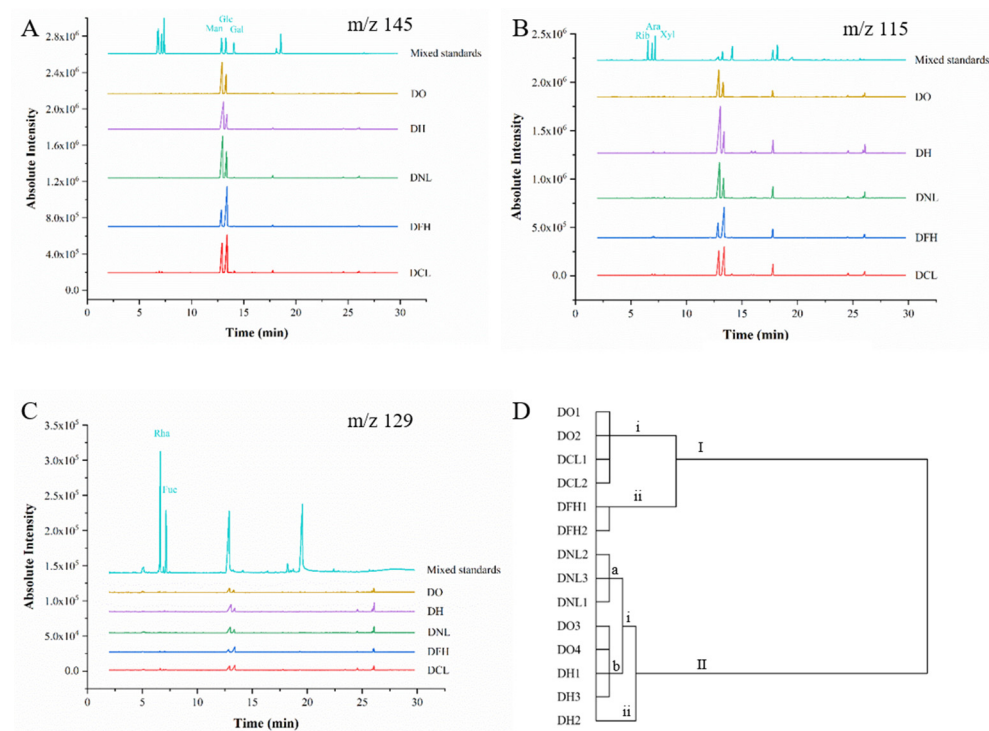 A
m/z 145
Glc
Man
Gal
2.8x10⁶
2.4x10⁶
2.0x10⁶
1.6x10⁶
1.2x10⁶
8.0x10⁵
4.0x10⁵
0.0
Absolute Intensity
Mixed standards
DO
DH
DNL
DFH
DCL
0 5 10 15 20 25 30
Time (min)
B
m/z 115
Ara
Rib
Xyl
2.5x10⁶
2.0x10⁶
1.5x10⁶
1.0x10⁶
5.0x10⁵
0.0
Absolute Intensity
Mixed standards
DO
DH
DNL
DFH
DCL
0 5 10 15 20 25 30
Time (min)
C
m/z 129
Rha
Fuc
3.5x10⁵
3.0x10⁵
2.5x10⁵
2.0x10⁵
1.5x10⁵
1.0x10⁵
5.0x10⁴
0.0
Absolute Intensity
Mixed standards
DO
DH
DNL
DFH
DCL
0 5 10 15 20 25 30
Time (min)
D
DO1
DO2
DCL1
DCL2
DFH1
DFH2
DNL2
DNL3
DNL1
DO3
DO4
DH1
DH3
DH2
i
I
ii
a
i
b
II
ii